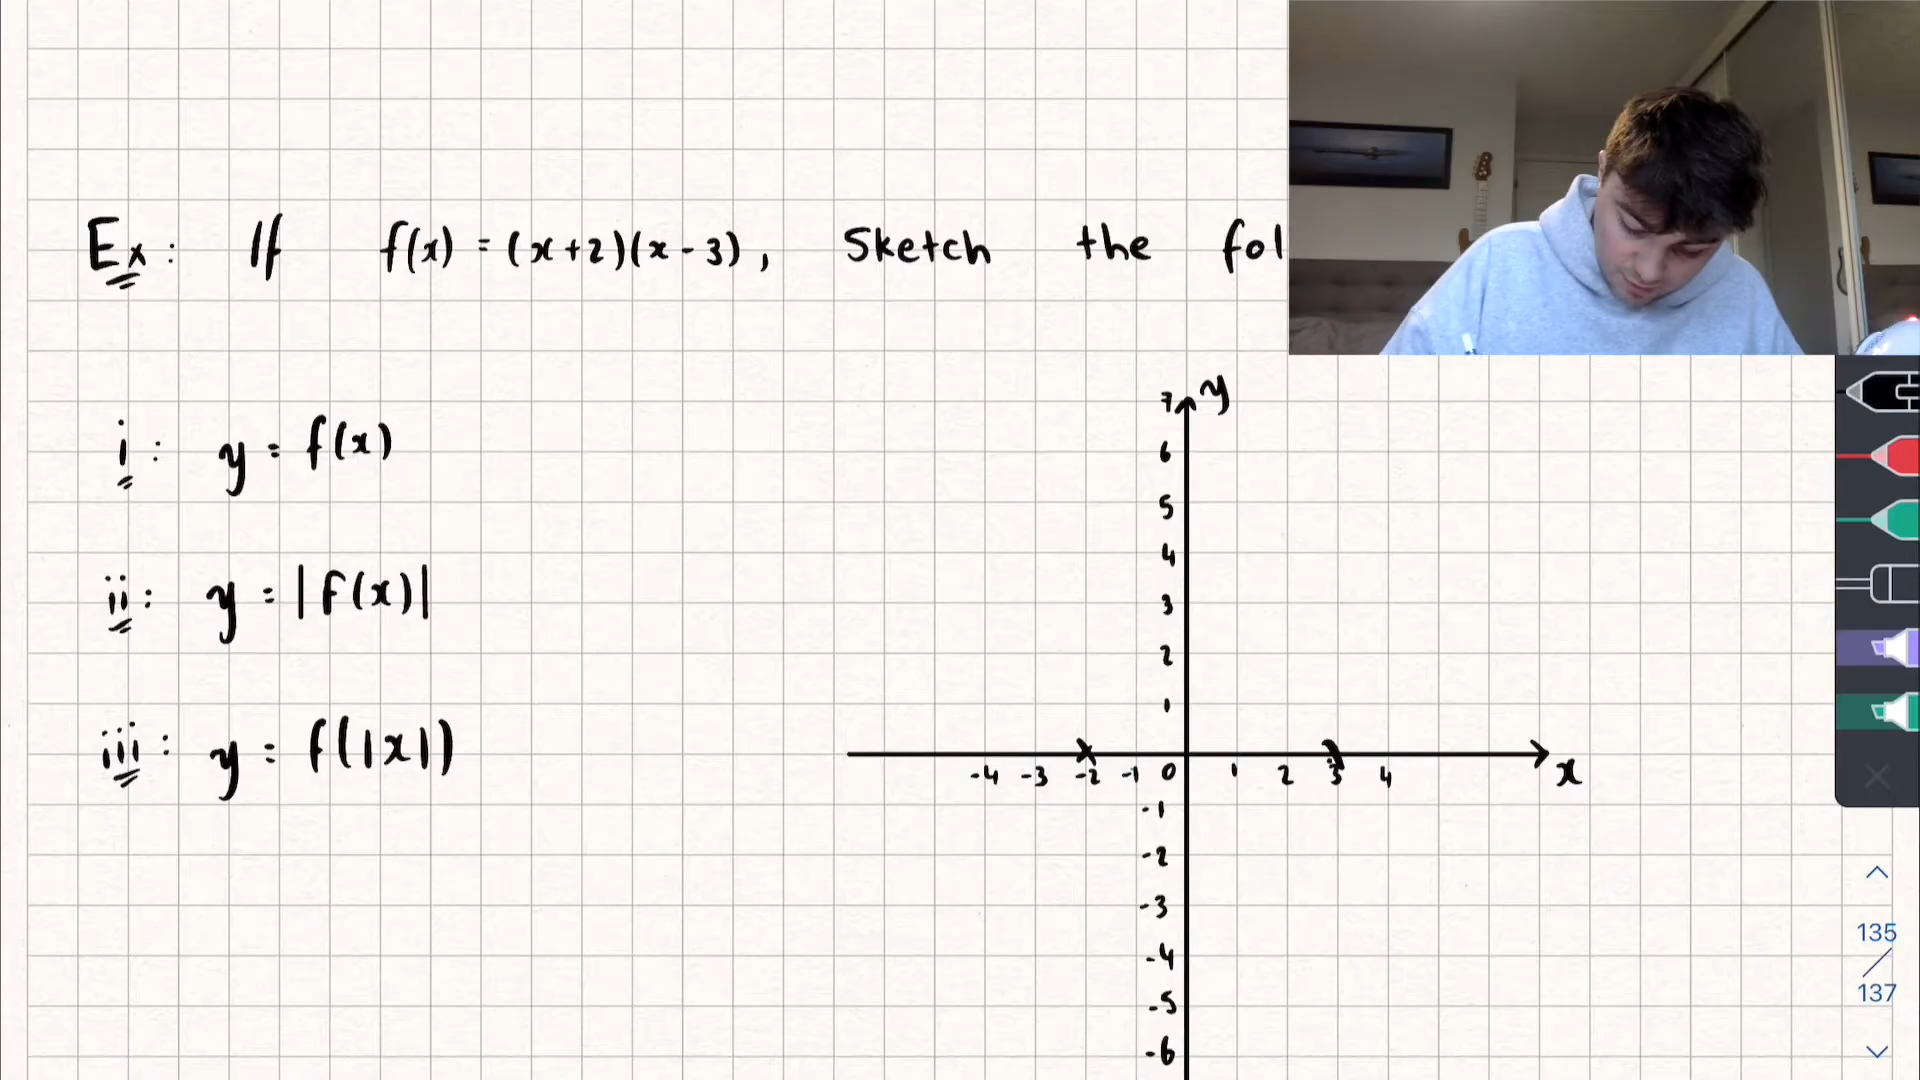 Ex: If f(x) = (x+2)(x-3), Sketch the fol
i: y = f(x)
ii: y = |f(x)|
iii: y = f(|x|)
y
7
6
5
4
3
2
1
-4 -3 -2 -1 0 1 2 3 4 x
-1
-2
-3
-4
-5
-6
135
137